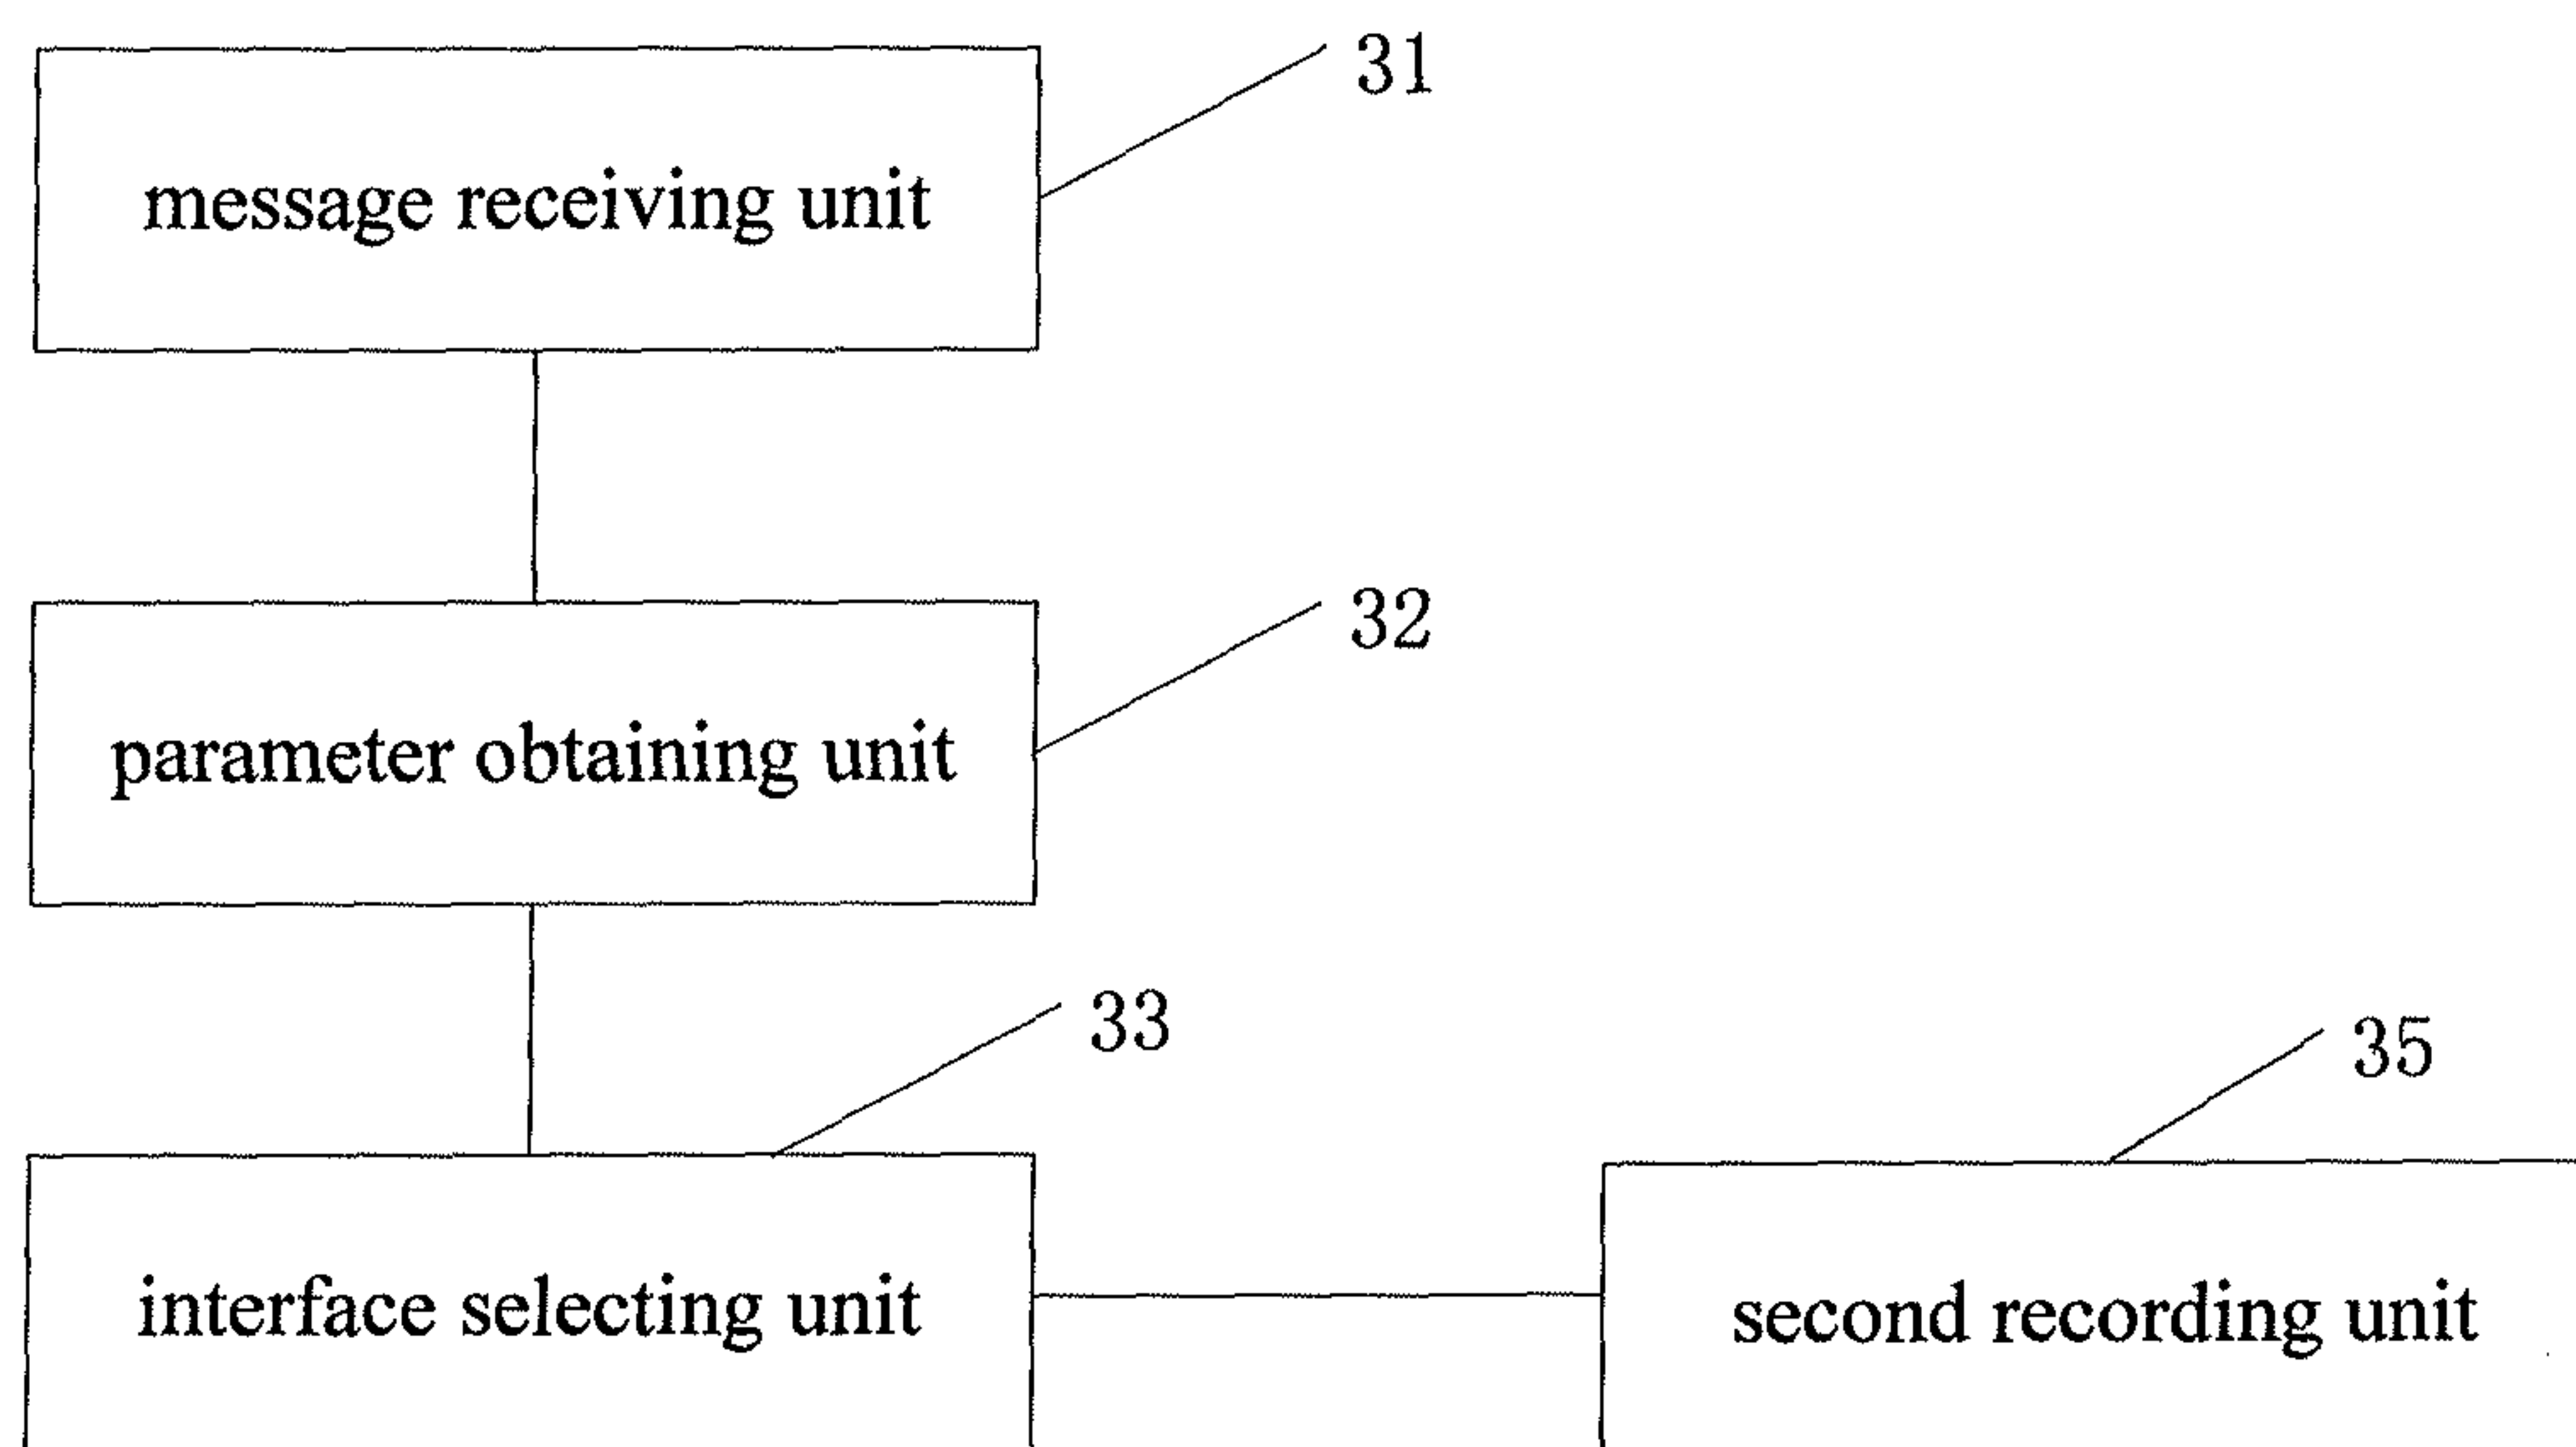 31
message receiving unit
32
parameter obtaining unit
33
35
interface selecting unit
second recording unit